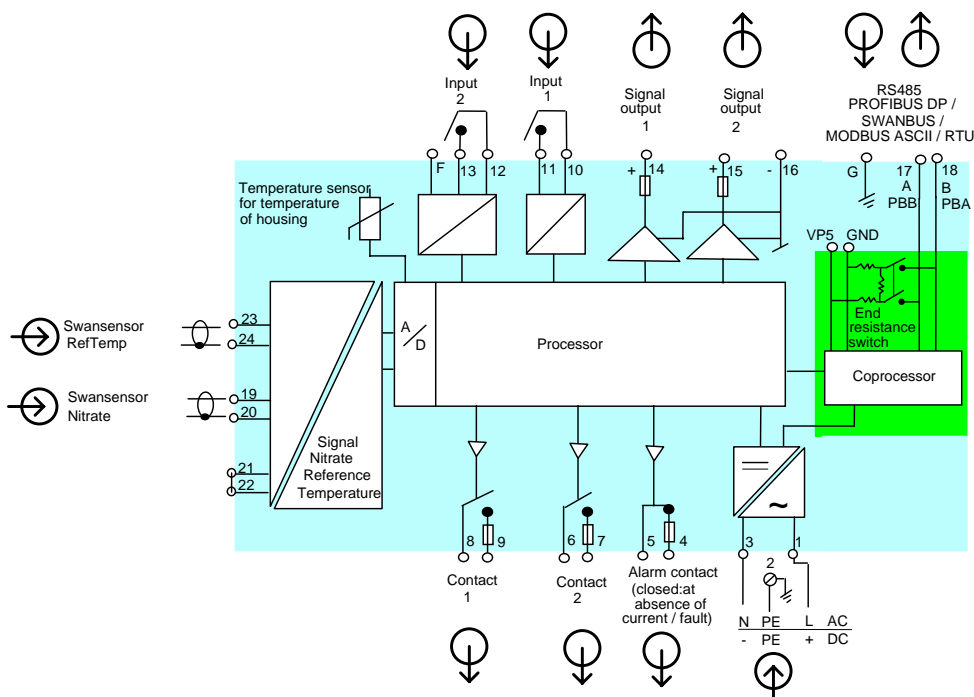 Input
2
Input
1
Signal
output
1
Signal
output
2
RS485
PROFIBUS DP /
SWANBUS /
MODBUS ASCII / RTU
F
13
12
11
10
+
14
+
15
-
16
G
17
A
PBB
18
B
PBA
Temperature sensor
for temperature
of housing
VP5
GND
End
resistance
switch
Swansensor
RefTemp
23
24
A
D
Processor
Coprocessor
Swansensor
Nitrate
19
20
21
22
Signal
Nitrate
Reference
Temperature
8
9
6
7
5
4
3
1
2
Contact
1
Contact
2
Alarm contact
(closed:at
absence of
current / fault)
N PE L AC
- PE + DC